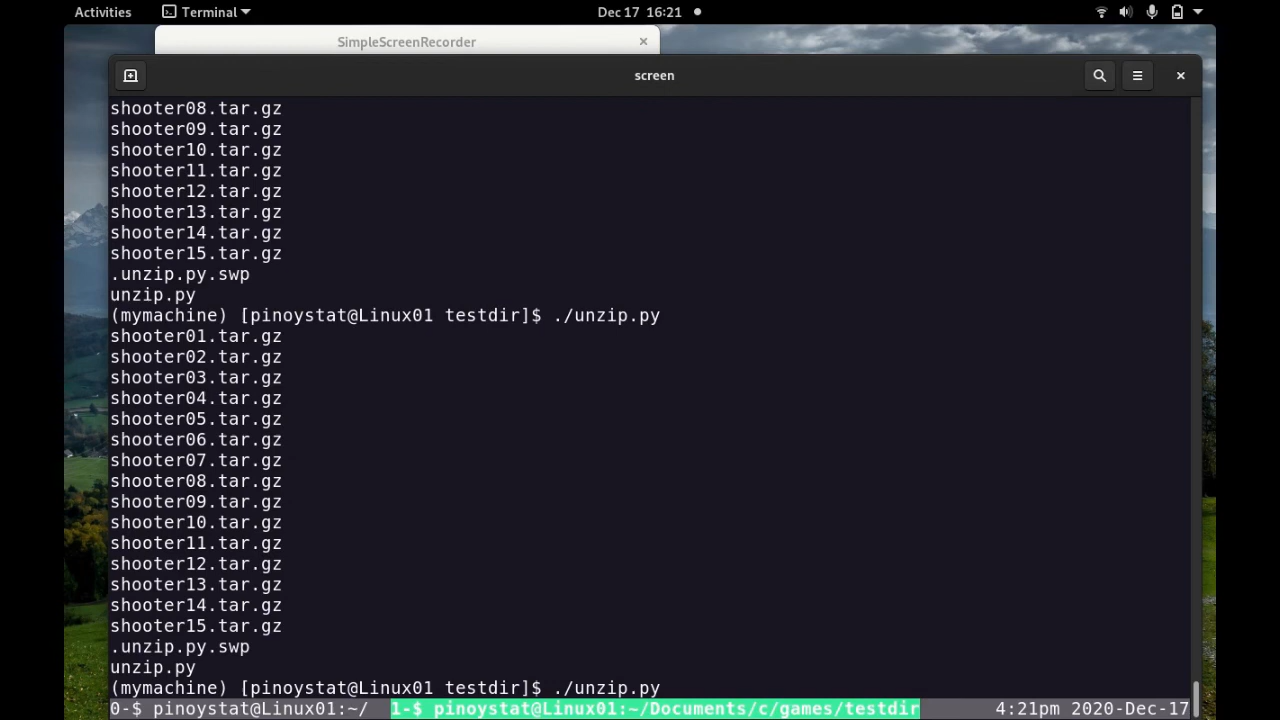 Activities Terminal Dec 17 16:21
SimpleScreenRecorder ×
screen
shooter08.tar.gz
shooter09.tar.gz
shooter10.tar.gz
shooter11.tar.gz
shooter12.tar.gz
shooter13.tar.gz
shooter14.tar.gz
shooter15.tar.gz
.unzip.py.swp
unzip.py
(mymachine) [pinoystat@Linux01 testdir]$ ./unzip.py
shooter01.tar.gz
shooter02.tar.gz
shooter03.tar.gz
shooter04.tar.gz
shooter05.tar.gz
shooter06.tar.gz
shooter07.tar.gz
shooter08.tar.gz
shooter09.tar.gz
shooter10.tar.gz
shooter11.tar.gz
shooter12.tar.gz
shooter13.tar.gz
shooter14.tar.gz
shooter15.tar.gz
.unzip.py.swp
unzip.py
(mymachine) [pinoystat@Linux01 testdir]$ ./unzip.py
0-$ pinoystat@Linux01:~/ 1-$ pinoystat@Linux01:~/Documents/c/games/testdir 4:21pm 2020-Dec-17